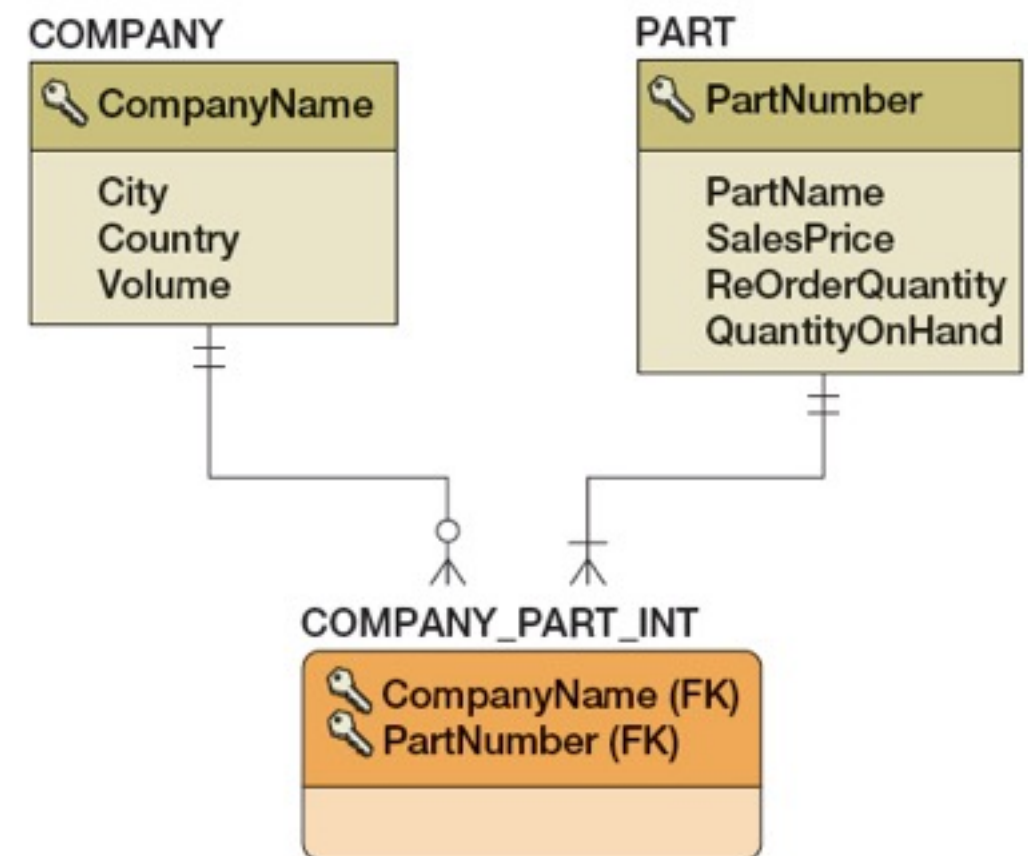 COMPANY
CompanyName
City
Country
Volume
PART
PartNumber
PartName
SalesPrice
ReOrderQuantity
QuantityOnHand
COMPANY_PART_INT
CompanyName (FK)
PartNumber (FK)